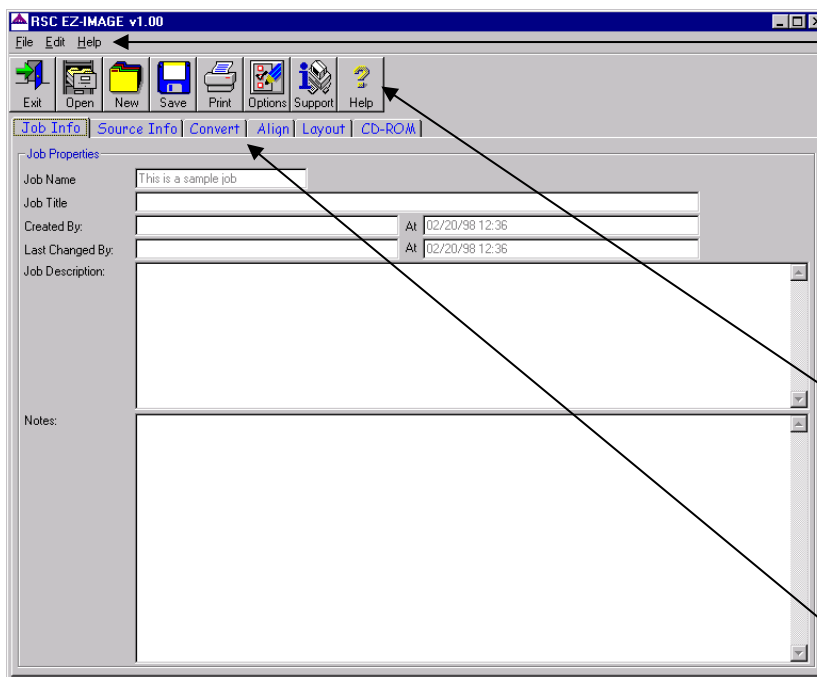 RSC EZ-IMAGE v1.00
File Edit Help
Exit Open New Save Print Options Support Help
Job Info Source Info Convert Align Layout CD-ROM
Job Properties
Job Name This is a sample job
Job Title
Created By: At 02/20/98 12:36
Last Changed By: At 02/20/98 12:36
Job Description:
Notes: